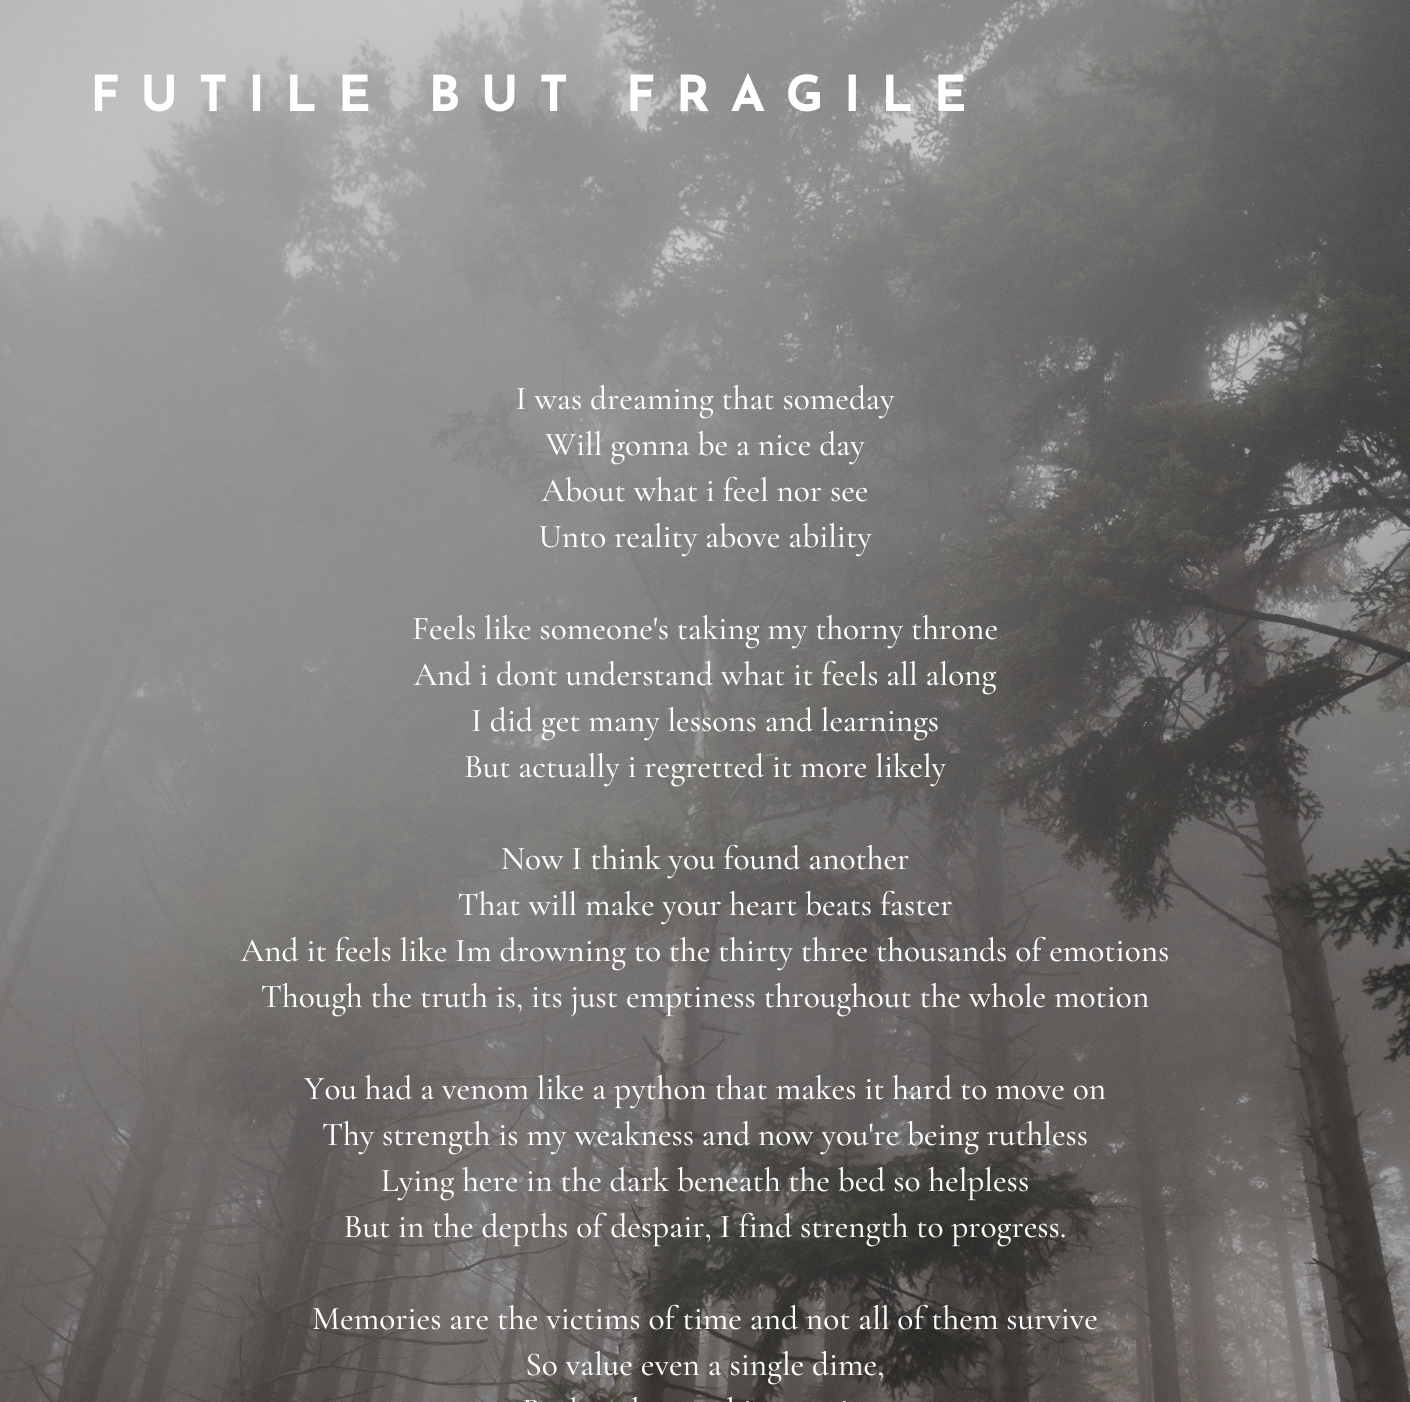 FUTILE BUT FRAGILE
I was dreaming that someday
Will gonna be a nice day
About what i feel nor see
Unto reality above ability
Feels like someone's taking my thorny throne
And i dont understand what it feels all along
I did get many lessons and learnings
But actually i regretted it more likely
Now I think you found another
That will make your heart beats faster
And it feels like Im drowning to the thirty three thousands of emotions
Though the truth is, its just emptiness throughout the whole motion
You had a venom like a python that makes it hard to move on
Thy strength is my weakness and now you're being ruthless
Lying here in the dark beneath the bed so helpless
But in the depths of despair, I find strength to progress.
Memories are the victims of time and not all of them survive
So value even a single dime,